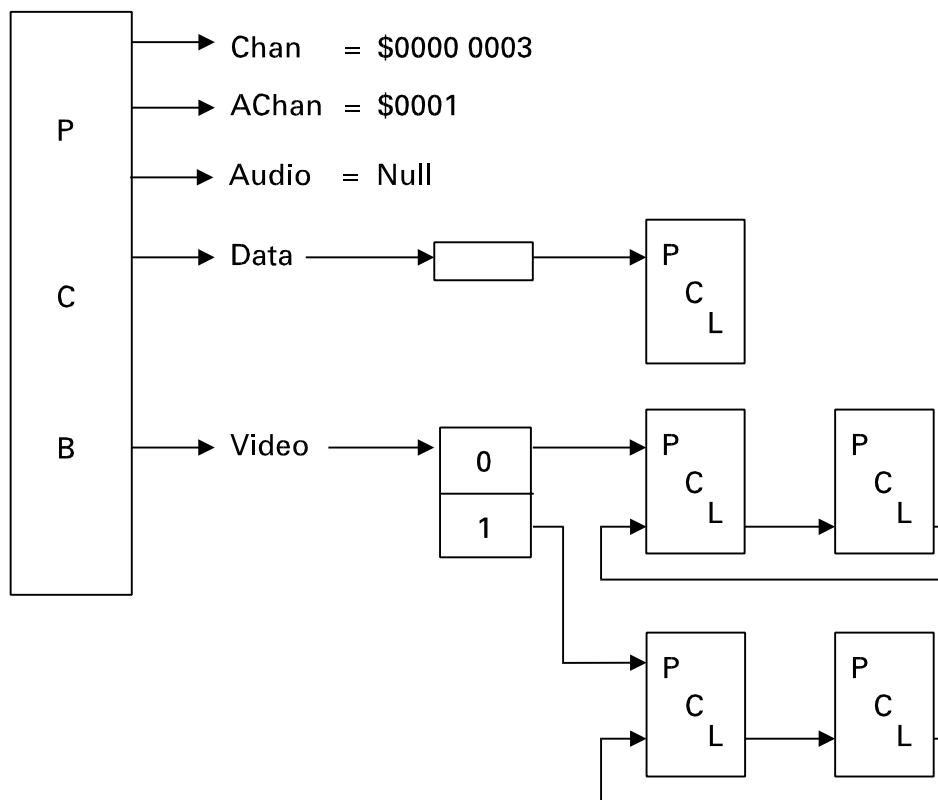 P
C
B
Chan = $0000 0003
AChan = $0001
Audio = Null
Data
P
C
L
Video
0
1
P
C
L
P
C
L
P
C
L
P
C
L